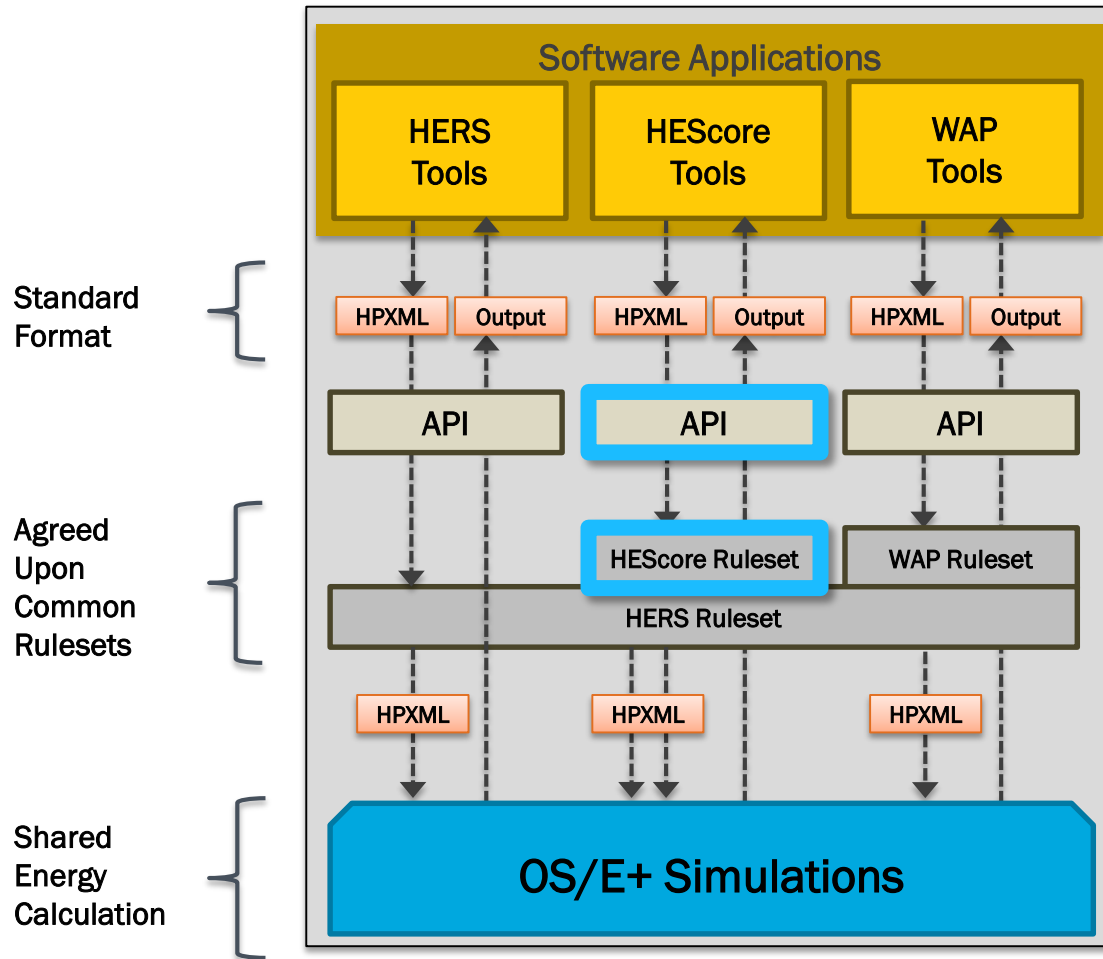 Software Applications
HERS
Tools
HEScore
Tools
WAP
Tools
Standard
Format
HPXML
Output
HPXML
Output
HPXML
Output
API
API
API
Agreed
Upon
Common
Rulesets
HEScore Ruleset
WAP Ruleset
HERS Ruleset
HPXML
HPXML
HPXML
Shared
Energy
Calculation
OS/E+ Simulations